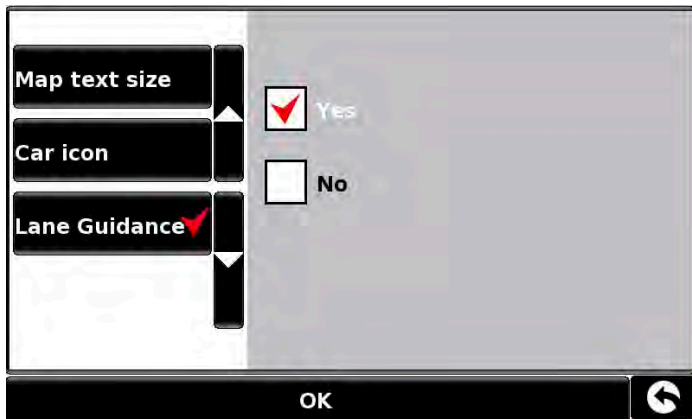 Map text size
Car icon
Lane Guidance
Yes
No
OK